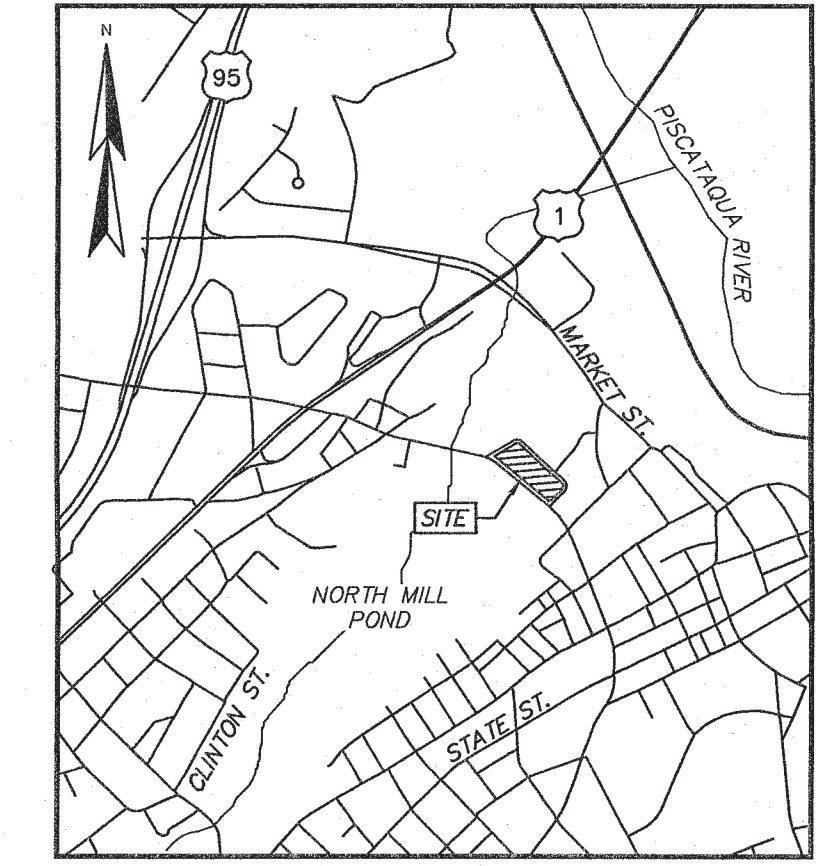 N
95
PISCATAQUA RIVER
1
MARKET ST.
SITE
NORTH MILL
POND
CLINTON ST.
STATE ST.